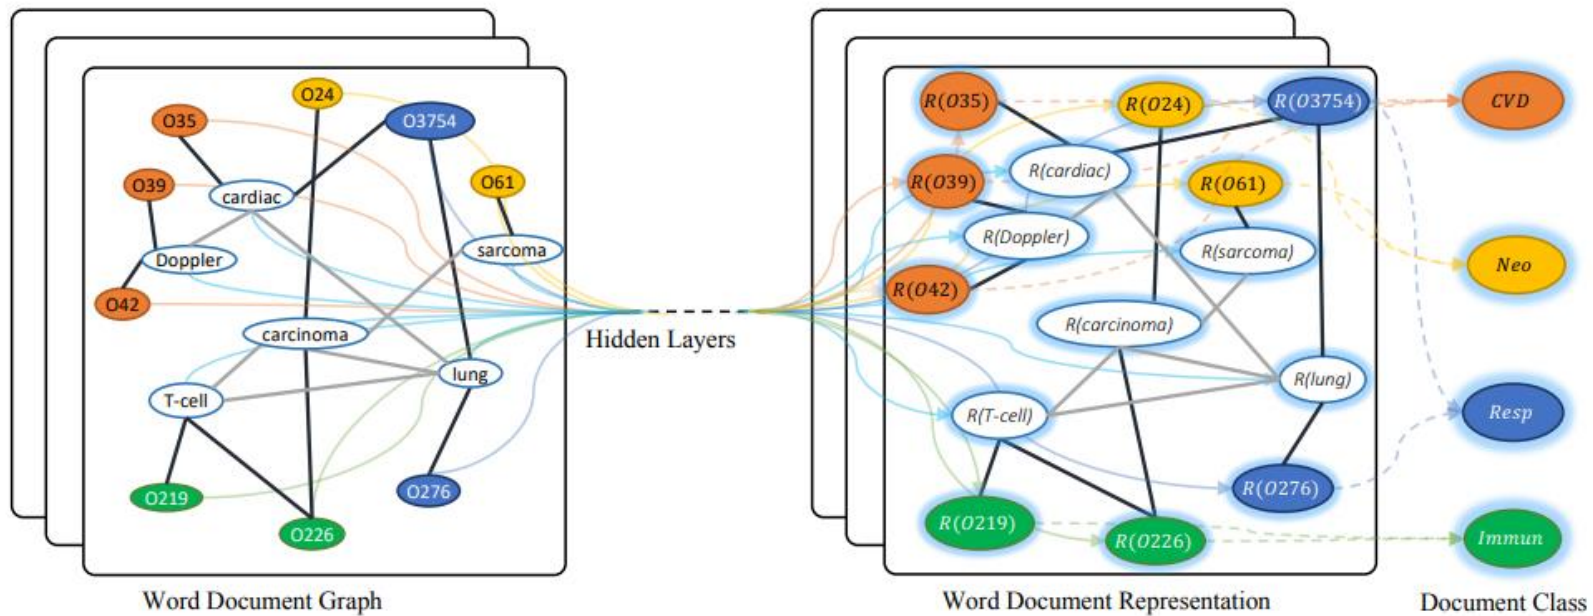 O24
O35
O3754
O39
O61
cardiac
Doppler
sarcoma
O42
carcinoma
lung
T-cell
O219
O276
O226
Word Document Graph
Hidden Layers
R(O35)
R(O24)
R(O3754)
R(cardiac)
R(O39)
R(O61)
R(Doppler)
R(sarcoma)
R(O42)
R(carcinoma)
R(lung)
R(T-cell)
R(O276)
R(O219)
R(O226)
Word Document Representation
CVD
Neo
Resp
Immun
Document Class